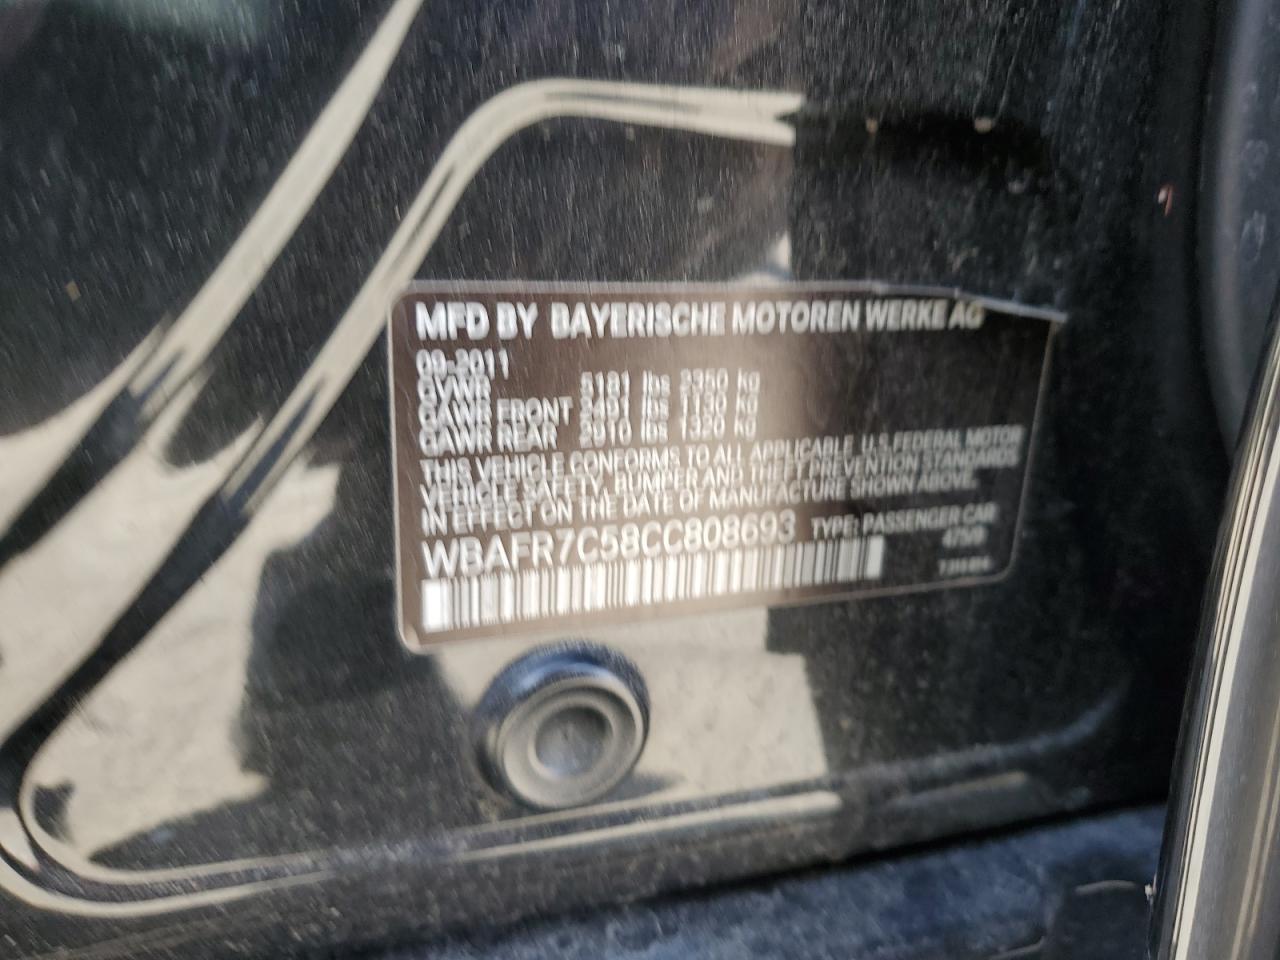 MFD BY BAYERISCHE MOTOREN WERKE AG
09-2011
GVWR 5181 lbs 2350 kg
GAWR FRONT 2491 lbs 1130 kg
GAWR REAR 2910 lbs 1320 kg
THIS VEHICLE CONFORMS TO ALL APPLICABLE U.S. FEDERAL MOTOR
VEHICLE SAFETY, BUMPER AND THEFT PREVENTION STANDARDS
IN EFFECT ON THE DATE OF MANUFACTURE SHOWN ABOVE.
WBAFR7C58CC808693 TYPE: PASSENGER CAR